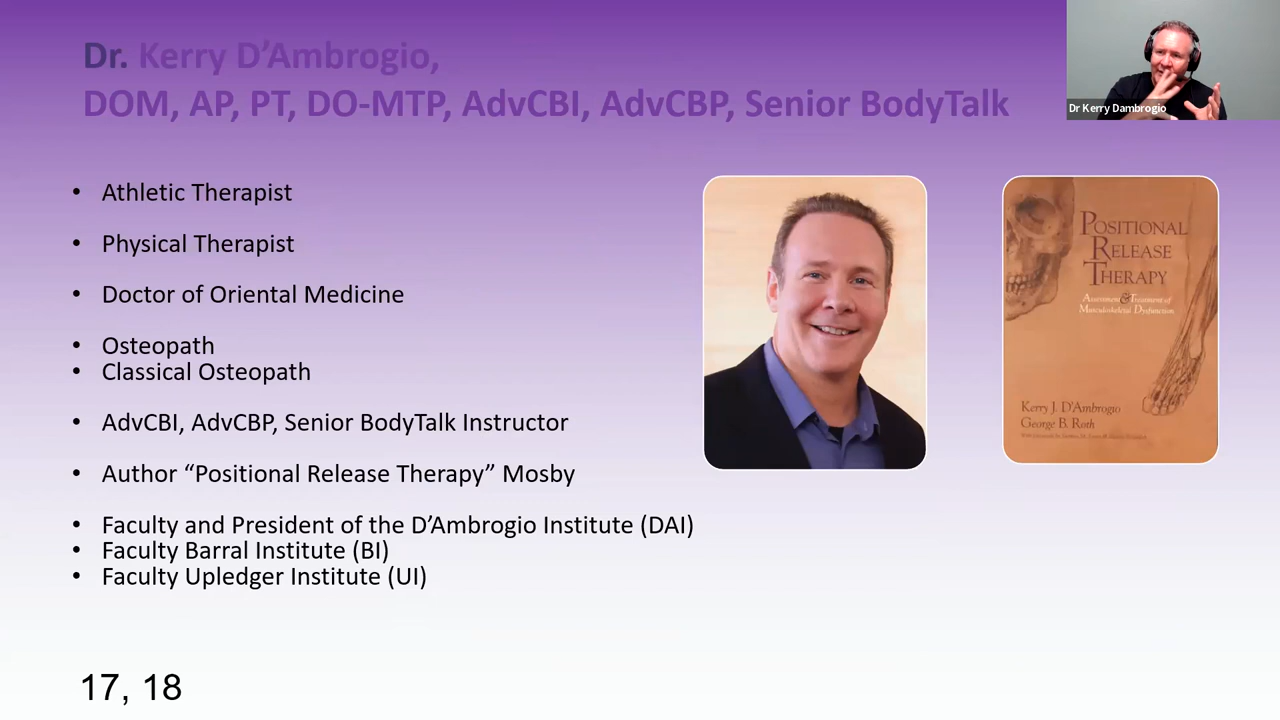 Dr. Kerry D’Ambrogio,
DOM, AP, PT, DO-MTP, AdvCBI, AdvCBP, Senior BodyTalk
Dr Kerry Dambrogio
• Athletic Therapist
• Physical Therapist
• Doctor of Oriental Medicine
• Osteopath
• Classical Osteopath
• AdvCBI, AdvCBP, Senior BodyTalk Instructor
• Author “Positional Release Therapy” Mosby
• Faculty and President of the D’Ambrogio Institute (DAI)
• Faculty Barral Institute (BI)
• Faculty Upledger Institute (UI)
POSITIONAL
RELEASE
THERAPY
Assessment & Treatment of
Musculoskeletal Dysfunction
Kerry J. D’Ambrogio
George B. Roth
17, 18